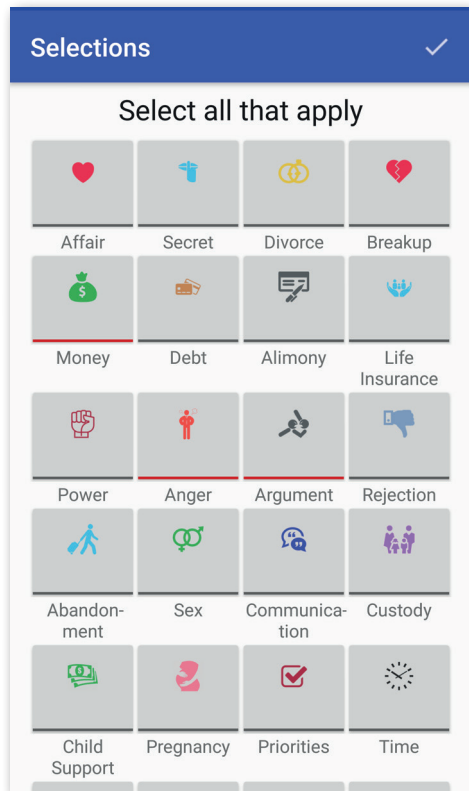 Selections
Select all that apply
Affair Secret Divorce Breakup
Money Debt Alimony Life
Insurance
Power Anger Argument Rejection
Abandon- Sex Communica- Custody
ment tion
Child Pregnancy Priorities Time
Support